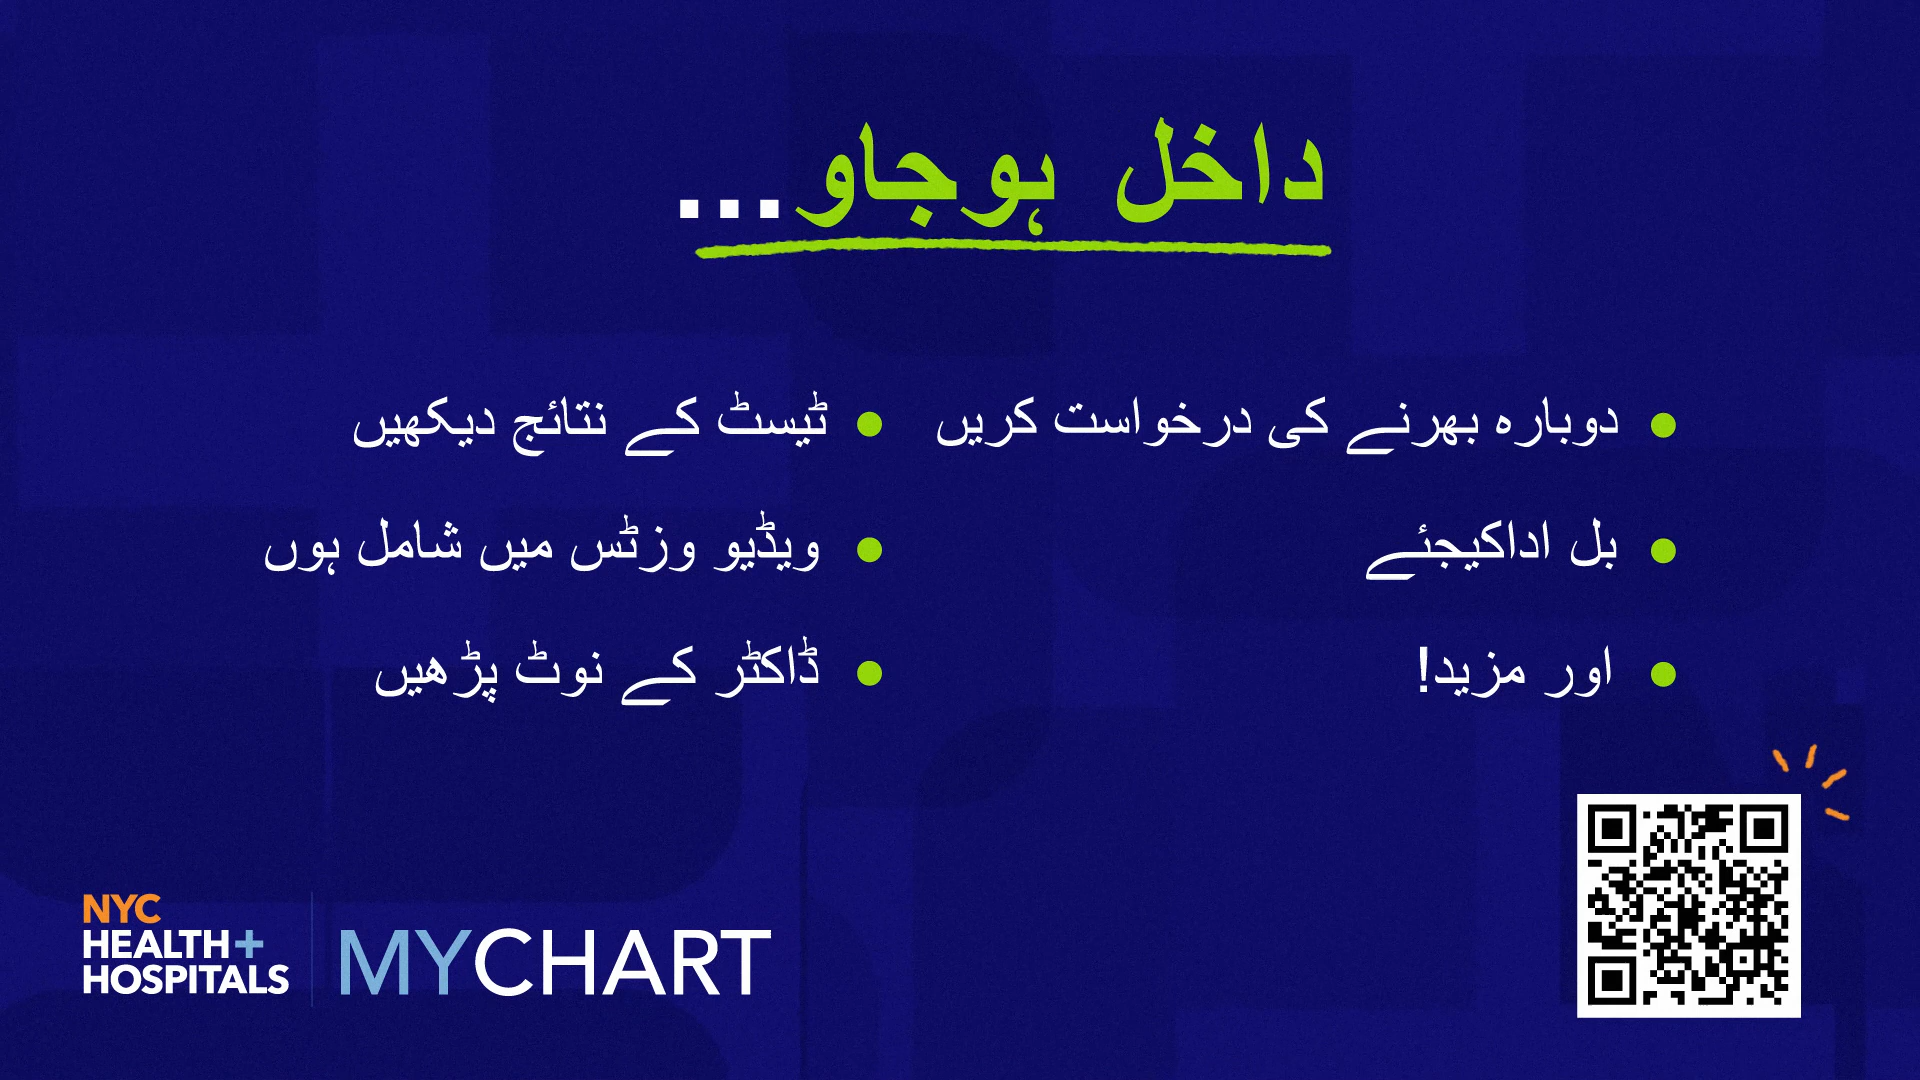 داخل ہوجاو...
دوبارہ بھرنے کی درخواست کریں
بل اداکیجئے
اور مزید!
ٹیسٹ کے نتائج دیکھیں
ویڈیو وزٹس میں شامل ہوں
ڈاکٹر کے نوٹ پڑھیں
NYC
HEALTH+
HOSPITALS
MYCHART